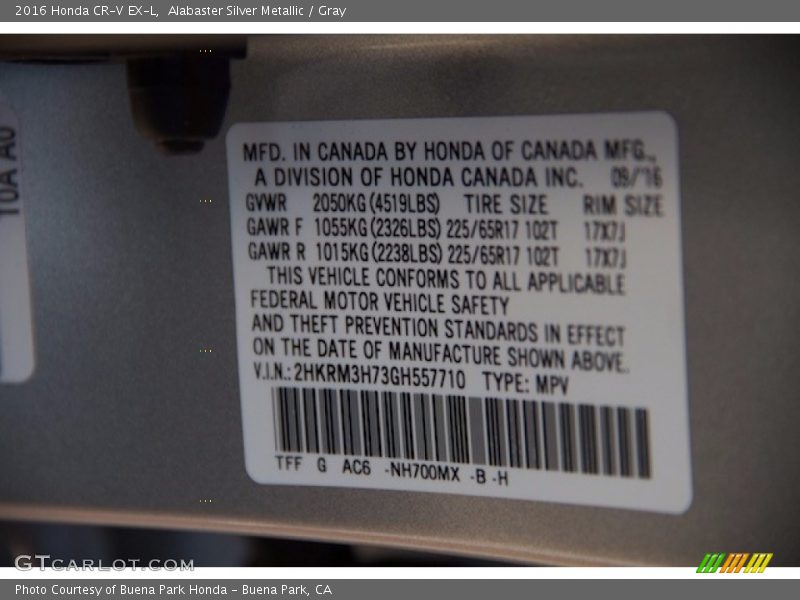 2016 Honda CR-V EX-L,  Alabaster Silver Metallic / Gray
10A A0
MFD. IN CANADA BY HONDA OF CANADA MFG.,
A DIVISION OF HONDA CANADA INC. 09/16
GVWR 2050KG(4519LBS) TIRE SIZE RIM SIZE
GAWR F 1055KG(2326LBS) 225/65R17 102T 17X7J
GAWR R 1015KG(2238LBS) 225/65R17 102T 17X7J
THIS VEHICLE CONFORMS TO ALL APPLICABLE
FEDERAL MOTOR VEHICLE SAFETY
AND THEFT PREVENTION STANDARDS IN EFFECT
ON THE DATE OF MANUFACTURE SHOWN ABOVE.
V.I.N.: 2HKRM3H73GH557710 TYPE: MPV
TFF G AC6 -NH700MX -B -H
GTCARLOT.COM
Photo Courtesy of Buena Park Honda - Buena Park, CA